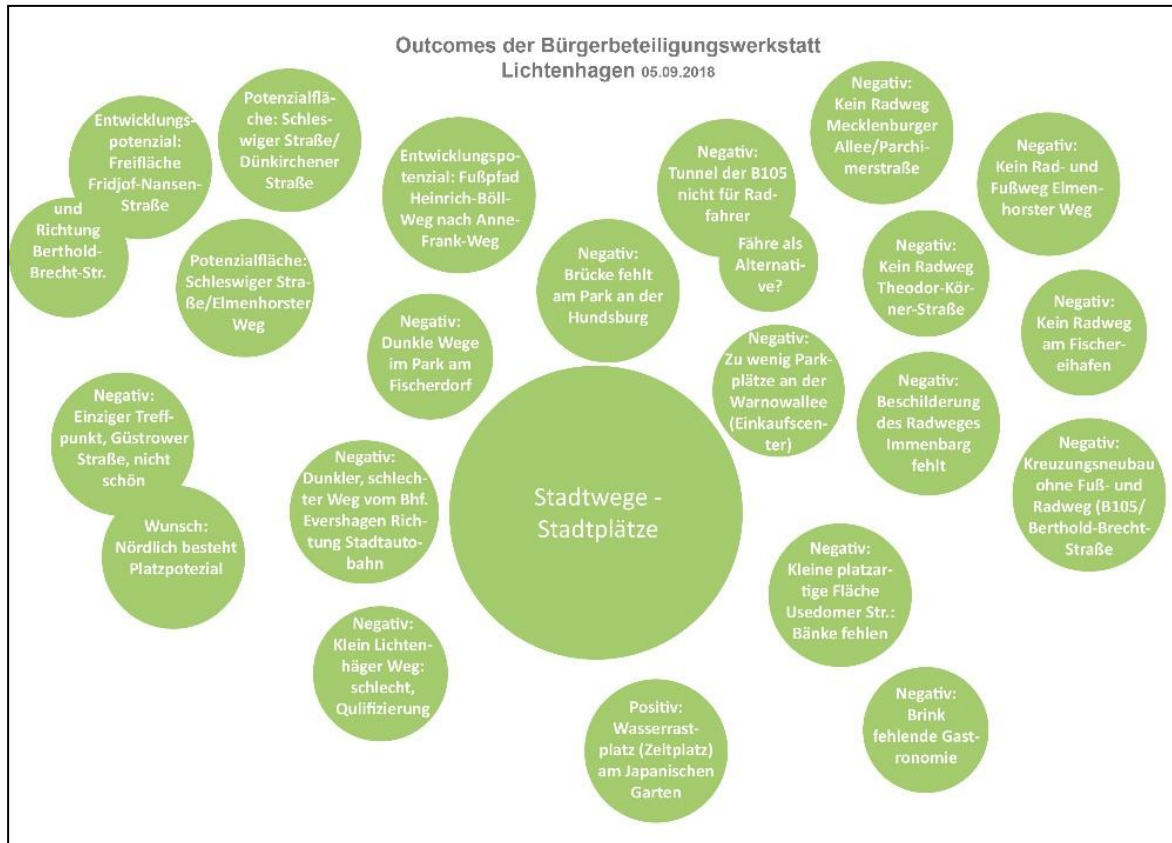 Outcomes der Bürgerbeteiligungswerkstatt
Lichtenhagen 05.09.2018
Entwicklungs-
potenzial:
Freifläche
Fridjof-Nansen-
Straße
und
Richtung
Berthold-
Brecht-Str.
Potenzialflä-
che: Schles-
wiger Straße/
Dünkirchener
Straße
Potenzialfläche:
Schleswiger Stra-
ße/Elmenhorster
Weg
Entwicklungspo-
tenzial: Fußpfad
Heinrich-Böll-
Weg nach Anne-
Frank-Weg
Negativ:
Dunkle Wege
im Park am
Fischerdorf
Negativ:
Brücke fehlt
am Park an der
Hundsburg
Negativ:
Tunnel der B105
nicht für Rad-
fahrer
Fähre als
Alternati-
ve?
Negativ:
Kein Radweg
Mecklenburger
Allee/Parchi-
merstraße
Negativ:
Kein Rad- und
Fußweg Elmen-
horster Weg
Negativ:
Kein Radweg
Theodor-Kör-
ner-Straße
Negativ:
Kein Radweg
am Fischer-
eihafen
Negativ:
Zu wenig Park-
plätze an der
Warnowallee
(Einkaufscen-
ter)
Negativ:
Beschilderung
des Radweges
Immenbarg
fehlt
Negativ:
Kreuzungsneubau
ohne Fuß- und
Radweg (B105/
Berthold-Brecht-
Straße
Negativ:
Einziger Treff-
punkt, Güstrower
Straße, nicht
schön
Wunsch:
Nördlich besteht
Platzpotezial
Negativ:
Dunkler, schlech-
ter Weg vom Bhf.
Evershagen Rich-
tung Stadtauto-
bahn
Stadtwege -
Stadtplätze
Negativ:
Kleine platzar-
tige Fläche
Usedomer Str.:
Bänke fehlen
Negativ:
Klein Lichten-
häger Weg:
schlecht,
Qulifizierung
Positiv:
Wasserrast-
platz (Zeitplatz)
am Japanischen
Garten
Negativ:
Brink
fehlende Gast-
ronomie